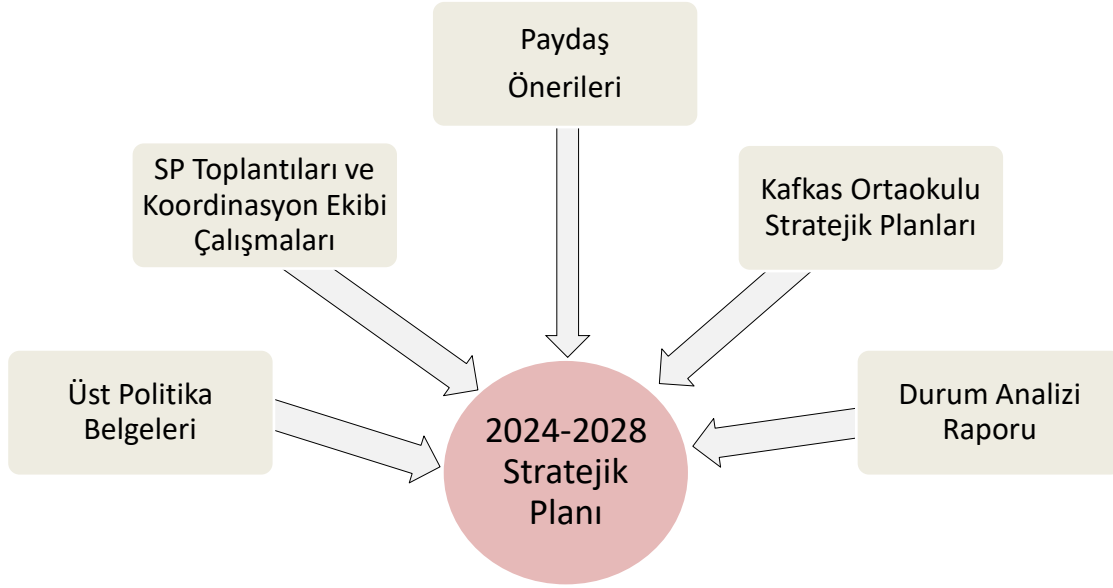 Paydaş
Önerileri
SP Toplantıları ve
Koordinasyon Ekibi
Çalışmaları
Kafkas Ortaokulu
Stratejik Planları
Üst Politika
Belgeleri
2024-2028
Stratejik
Planı
Durum Analizi
Raporu